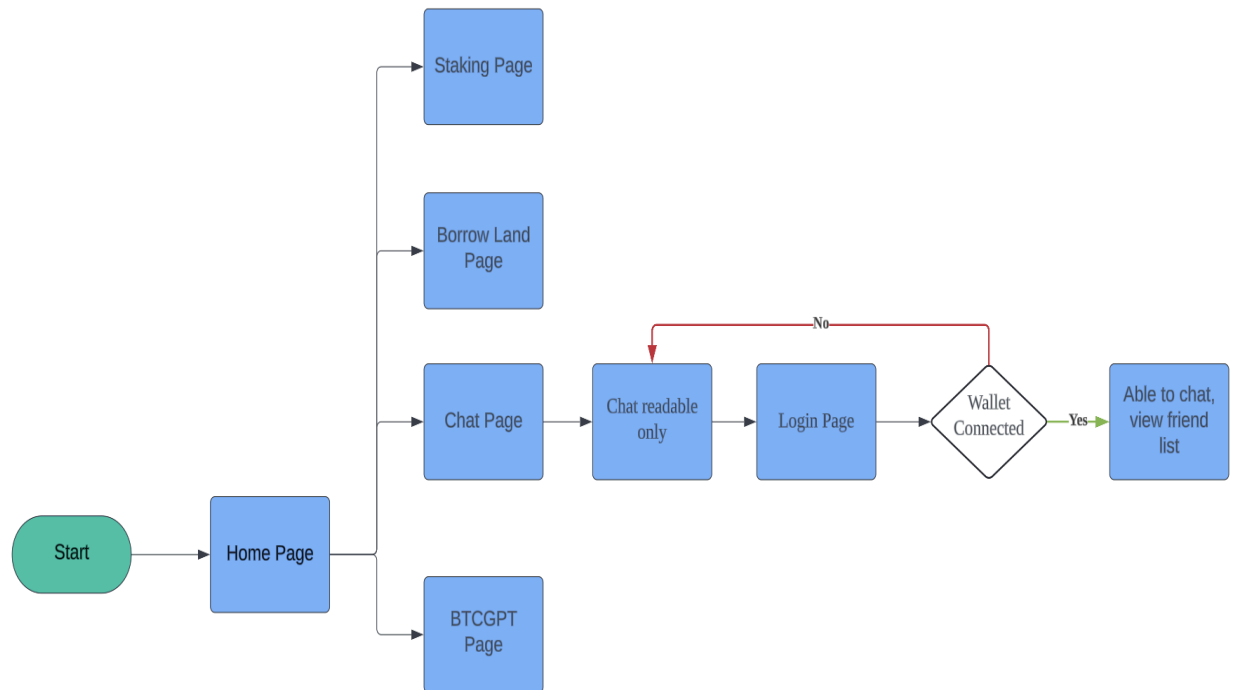 Staking Page
Borrow Land
Page
No
Chat Page
Chat readable
only
Login Page
Wallet
Connected
Yes
Able to chat,
view friend
list
Start
Home Page
BTCGPT
Page